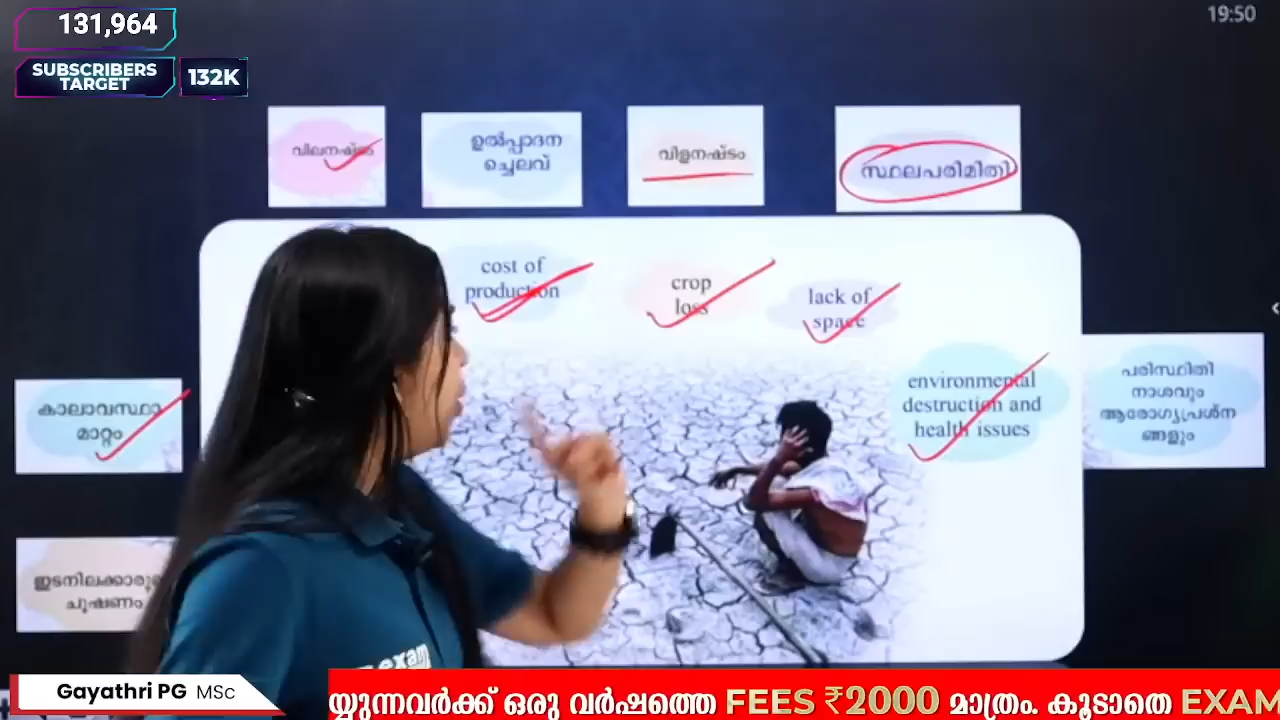 131,964
SUBSCRIBERS
TARGET
132K
19:50
വിലനഷ്ടം
ഉൽപ്പാദന
ച്ചെലവ്
വിളനഷ്ടം
സ്ഥലപരിമിതി
cost of
production
crop
loss
lack of
space
environmental
destruction and
health issues
പരിസ്ഥിതി
നാശവും
ആരോഗ്യപ്രശ്ന
ങ്ങളും
കാലാവസ്ഥാ
മാറ്റം
ചൂഷണം
exam
Gayathri PG MSc
യ്യുന്നവർക്ക് ഒരു വർഷത്തെ FEES ₹2000 മാത്രം. കൂടാതെ EXAM